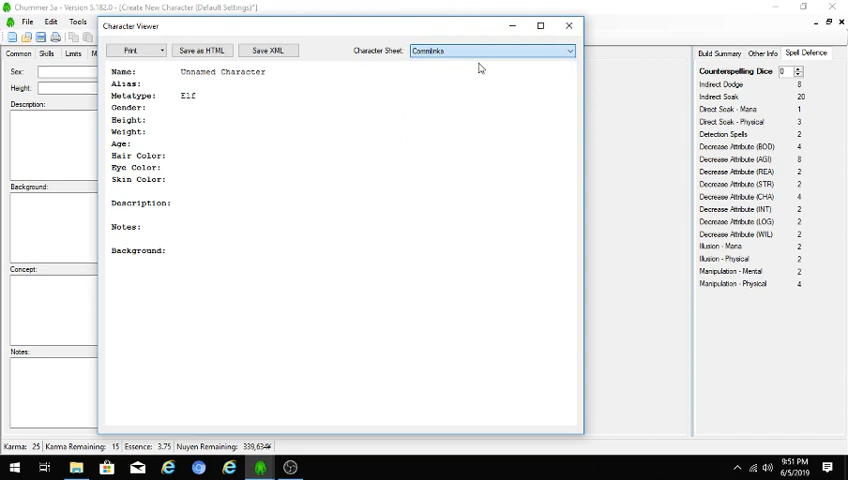 Chummer 5a - Version 5.182.0 - [Create New Character (Default Settings)*]
File Edit Tools
Character Viewer
Print Save as HTML Save XML Character Sheet: Commlinks
Common Skills Limits
Build Summary Other Info Spell Defence
Sex:
Height:
Description:
Background:
Concept:
Notes:
Name: Unnamed Character
Alias:
Metatype: Elf
Gender:
Height:
Weight:
Age:
Hair Color:
Eye Color:
Skin Color:
Description:
Notes:
Background:
Counterspelling Dice 0
Indirect Dodge 8
Indirect Soak 20
Direct Soak - Mana 1
Direct Soak - Physical 3
Detection Spells 2
Decrease Attribute (BOD) 4
Decrease Attribute (AGI) 8
Decrease Attribute (REA) 2
Decrease Attribute (STR) 2
Decrease Attribute (CHA) 4
Decrease Attribute (INT) 2
Decrease Attribute (LOG) 2
Decrease Attribute (WIL) 2
Illusion - Mana 2
Illusion - Physical 2
Manipulation - Mental 2
Manipulation - Physical 4
Karma: 25 Karma Remaining: 15 Essence: 3.75 Nuyen Remaining:
9:51 PM
6/5/2019